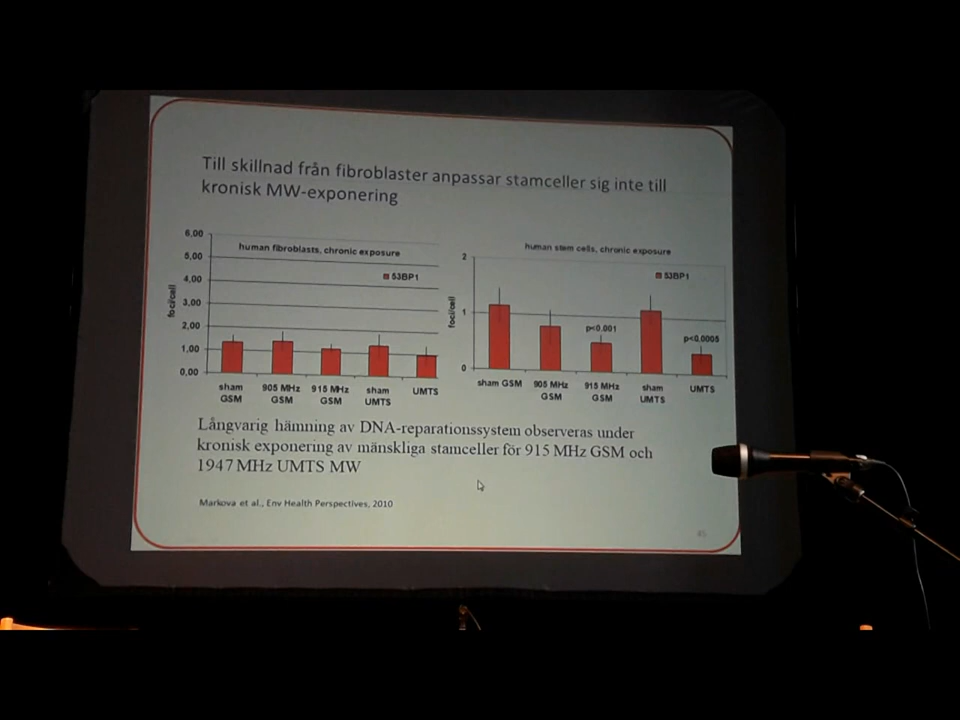 Till skillnad från fibroblaster anpassar stamceller sig inte till
kronisk MW-exponering
6,00
5,00
4,00
3,00
2,00
1,00
0,00
foci/cell
human fibroblasts, chronic exposure
53BP1
sham GSM
905 MHz GSM
915 MHz GSM
sham UMTS
UMTS
2
1
0
foci/cell
human stem cells, chronic exposure
53BP1
p<0.001
p<0.0005
sham GSM
905 MHz GSM
915 MHz GSM
sham UMTS
UMTS
Långvarig hämning av DNA-reparationssystem observeras under
kronisk exponering av mänskliga stamceller för 915 MHz GSM och
1947 MHz UMTS MW
Markova et al., Env Health Perspectives, 2010